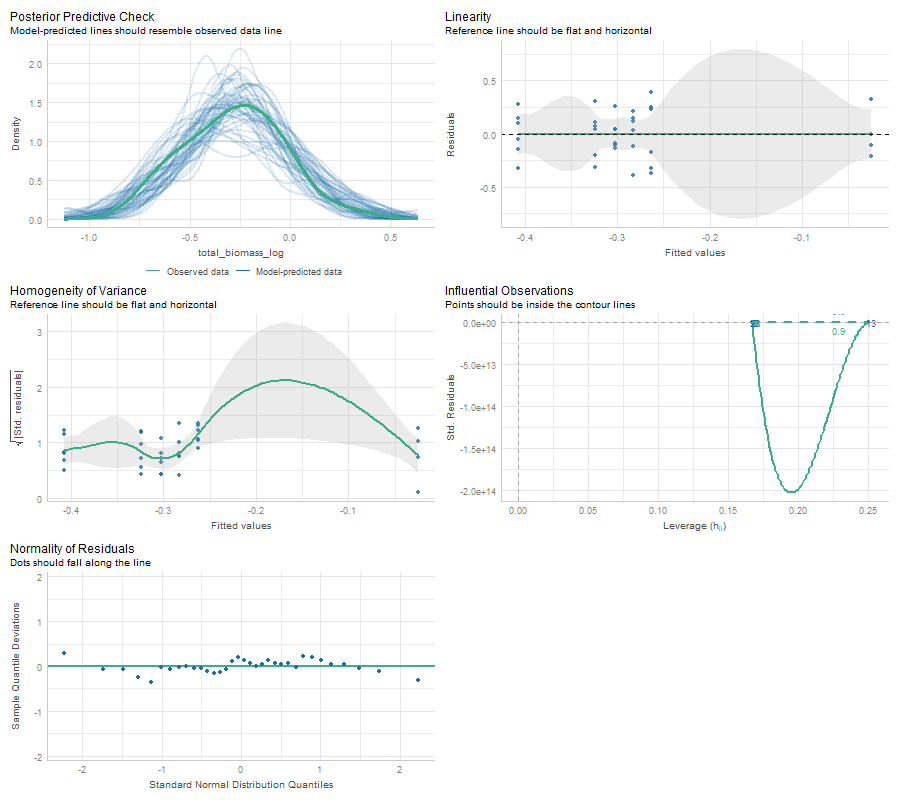 Posterior Predictive Check
Model-predicted lines should resemble observed data line
Density
2.0
1.5
1.0
0.5
0.0
-1.0
-0.5
0.0
0.5
total_biomass_log
Observed data
Model-predicted data
Linearity
Reference line should be flat and horizontal
Residuals
0.5
0.0
-0.5
-0.4
-0.3
-0.2
-0.1
Fitted values
Homogeneity of Variance
Reference line should be flat and horizontal
√|Std. residuals|
3
2
1
0
-0.4
-0.3
-0.2
-0.1
Fitted values
Influential Observations
Points should be inside the contour lines
Std. Residuals
0.0e+00
-5.0e+13
-1.0e+14
-1.5e+14
-2.0e+14
13
0.9
0.00
0.05
0.10
0.15
0.20
0.25
Leverage (hᵢᵢ)
Normality of Residuals
Dots should fall along the line
Sample Quantile Deviations
2
1
0
-1
-2
-2
-1
0
1
2
Standard Normal Distribution Quantiles